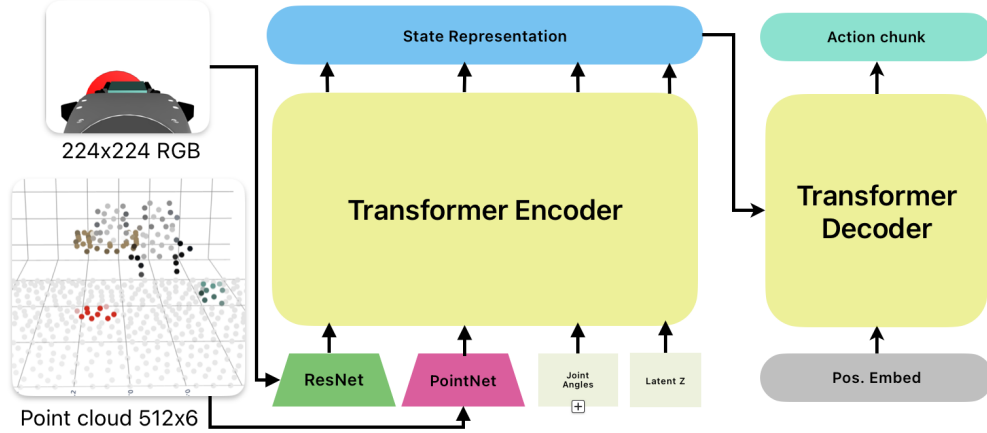 State Representation
Action chunk
224x224 RGB
Transformer Encoder
Transformer
Decoder
ResNet
PointNet
Joint
Angles
Latent Z
Pos. Embed
Point cloud 512x6